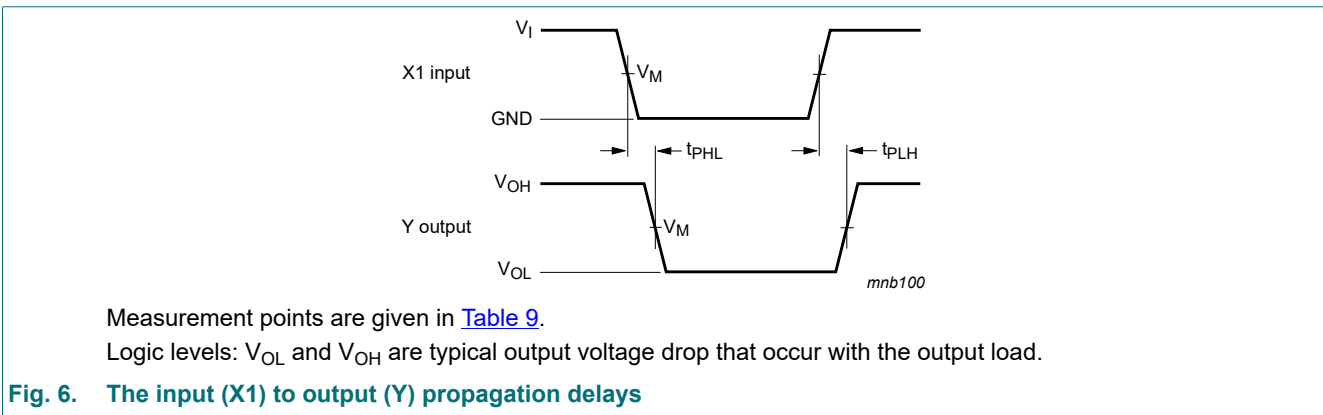 VI
X1 input
VM
GND
tPHL
tPLH
VOH
Y output
VM
VOL
mnb100
Measurement points are given in Table 9.
Logic levels: VOL and VOH are typical output voltage drop that occur with the output load.
Fig. 6. The input (X1) to output (Y) propagation delays